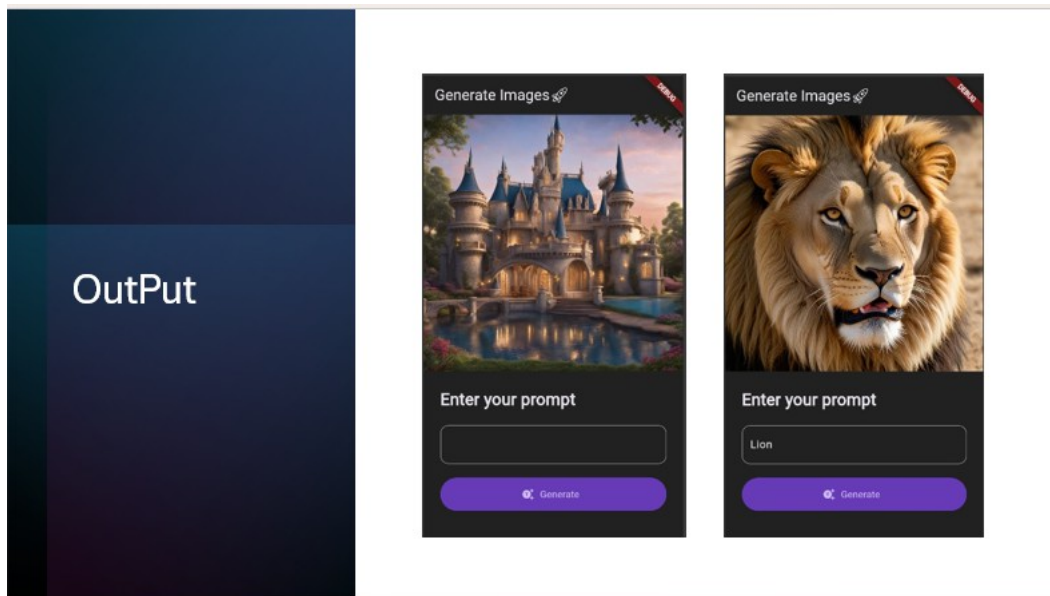 OutPut
Generate Images🚀
DEBUG
Enter your prompt
Generate
Generate Images🚀
DEBUG
Enter your prompt
Lion
Generate